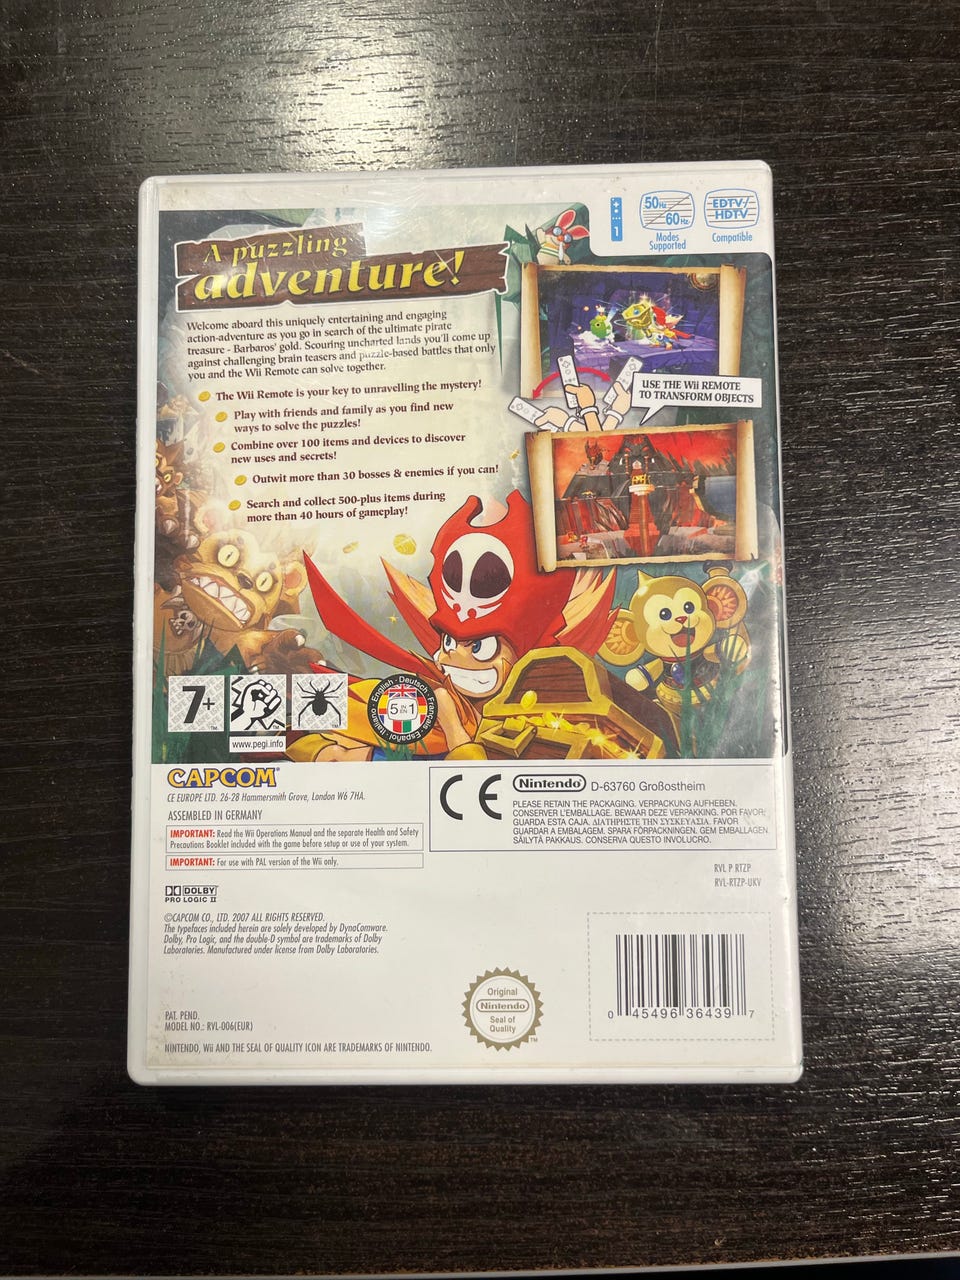 A puzzling
adventure!
Welcome aboard this uniquely entertaining and engaging
action-adventure as you go in search of the ultimate pirate
treasure - Barbaros' gold. Scouring uncharted lands you'll come up
against challenging brain teasers and puzzle-based battles that only
you and the Wii Remote can solve together.
The Wii Remote is your key to unravelling the mystery!
Play with friends and family as you find new
ways to solve the puzzles!
Combine over 100 items and devices to discover
new uses and secrets!
Outwit more than 30 bosses & enemies if you can!
Search and collect 500-plus items during
more than 40 hours of gameplay!
1
50Hz
60Hz
Modes
Supported
EDTV/
HDTV
Compatible
USE THE Wii REMOTE
TO TRANSFORM OBJECTS
7+
™
www.pegi.info
English · Deutsch · Français · Español · Italiano
5 IN EN 1
CAPCOM®
CE EUROPE LTD. 26-28 Hammersmith Grove, London W6 7HA.
ASSEMBLED IN GERMANY
IMPORTANT: Read the Wii Operations Manual and the separate Health and Safety
Precautions Booklet included with the game before setup or use of your system.
IMPORTANT: For use with PAL version of the Wii only.
CE
Nintendo® D-63760 Großostheim
PLEASE RETAIN THE PACKAGING. VERPACKUNG AUFHEBEN.
CONSERVER L'EMBALLAGE. BEWAAR DEZE VERPAKKING. POR FAVOR:
GUARDA ESTA CAJA. ΔΙΑΤΗΡΗΣΤΕ ΤΗΝ ΣΥΣΚΕΥΑΣΙΑ. FAVOR
GUARDAR A EMBALAGEM. SPARA FÖRPACKNINGEN. GEM EMBALLAGEN.
SÄILYTÄ PAKKAUS. CONSERVA QUESTO INVOLUCRO.
RVL P RTZP
RVL-RTZP-UKV
DOLBY
PRO LOGIC II
©CAPCOM CO., LTD. 2007 ALL RIGHTS RESERVED.
The typefaces included herein are solely developed by DynaComware.
Dolby, Pro Logic, and the double-D symbol are trademarks of Dolby
Laboratories. Manufactured under license from Dolby Laboratories.
Original
Nintendo
Seal of
Quality
™
0 45496 36439 7
PAT. PEND.
MODEL NO.: RVL-006(EUR)
NINTENDO, Wii AND THE SEAL OF QUALITY ICON ARE TRADEMARKS OF NINTENDO.